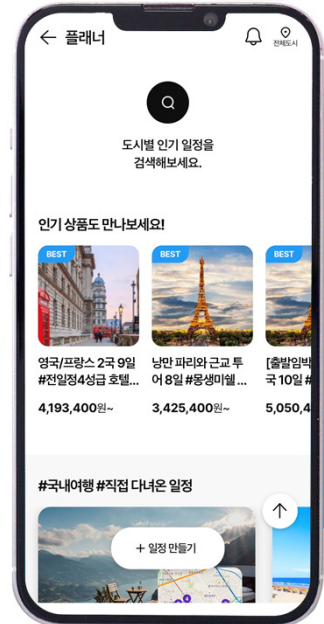 플래너
전체도시
도시별 인기 일정을
검색해보세요.
인기 상품도 만나보세요!
BEST
BEST
BEST
영국/프랑스 2국 9일
#전일정4성급 호텔...
4,193,400원~
낭만 파리와 근교 투
어 8일 #몽생미쉘 ...
3,425,400원~
[출발임박
국 10일 #
5,050,4
#국내여행 #직접 다녀온 일정
+ 일정 만들기
4